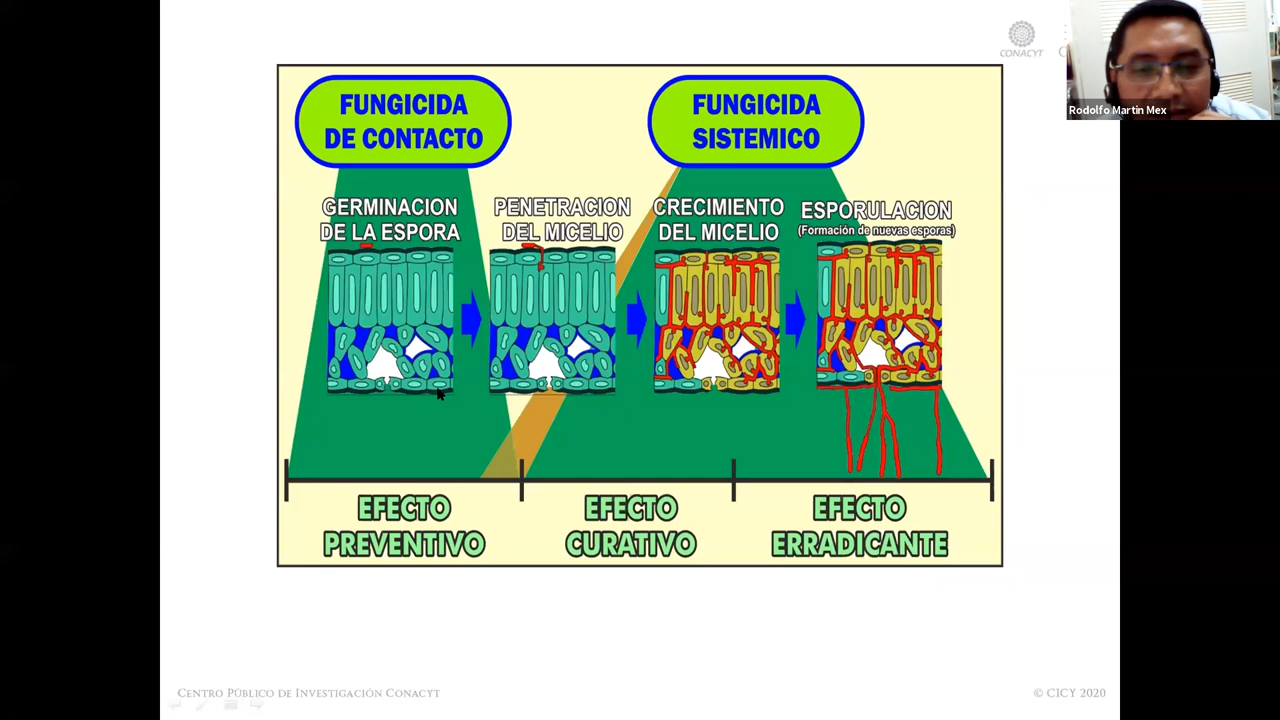 CONACYT
Rodolfo Martin Mex
FUNGICIDA
DE CONTACTO
FUNGICIDA
SISTEMICO
GERMINACION
DE LA ESPORA
PENETRACION
DEL MICELIO
CRECIMIENTO
DEL MICELIO
ESPORULACION
(Formación de nuevas esporas)
EFECTO
PREVENTIVO
EFECTO
CURATIVO
EFECTO
ERRADICANTE
Centro Público de Investigación Conacyt
© CICY 2020